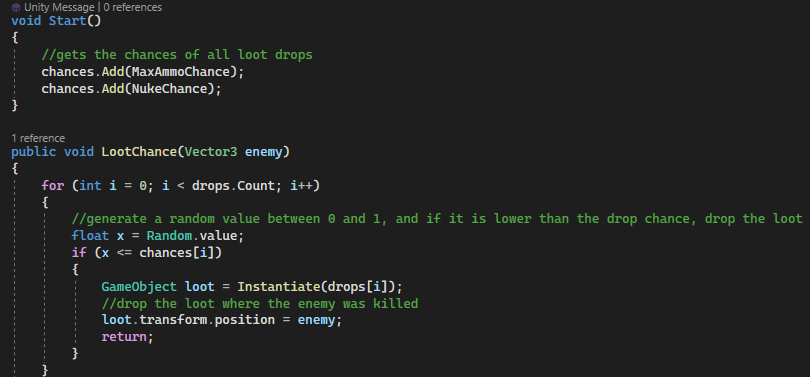 Unity Message | 0 references
void Start()
{
//gets the chances of all loot drops
chances.Add(MaxAmmoChance);
chances.Add(NukeChance);
}
1 reference
public void LootChance(Vector3 enemy)
{
for (int i = 0; i < drops.Count; i++)
{
//generate a random value between 0 and 1, and if it is lower than the drop chance, drop the loot
float x = Random.value;
if (x <= chances[i])
{
GameObject loot = Instantiate(drops[i]);
//drop the loot where the enemy was killed
loot.transform.position = enemy;
return;
}
}